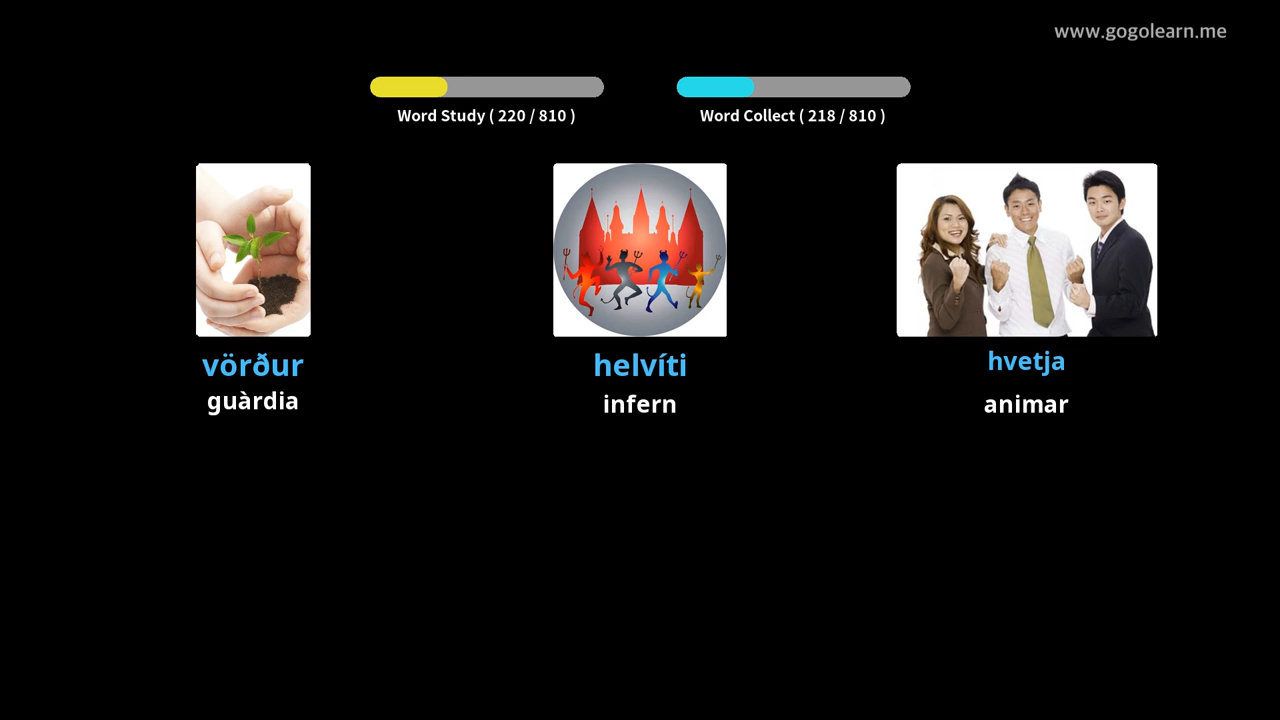 www.gogolearn.me
Word Study ( 220 / 810 )
Word Collect ( 218 / 810 )
vörður
guàrdia
helvíti
infern
hvetja
animar